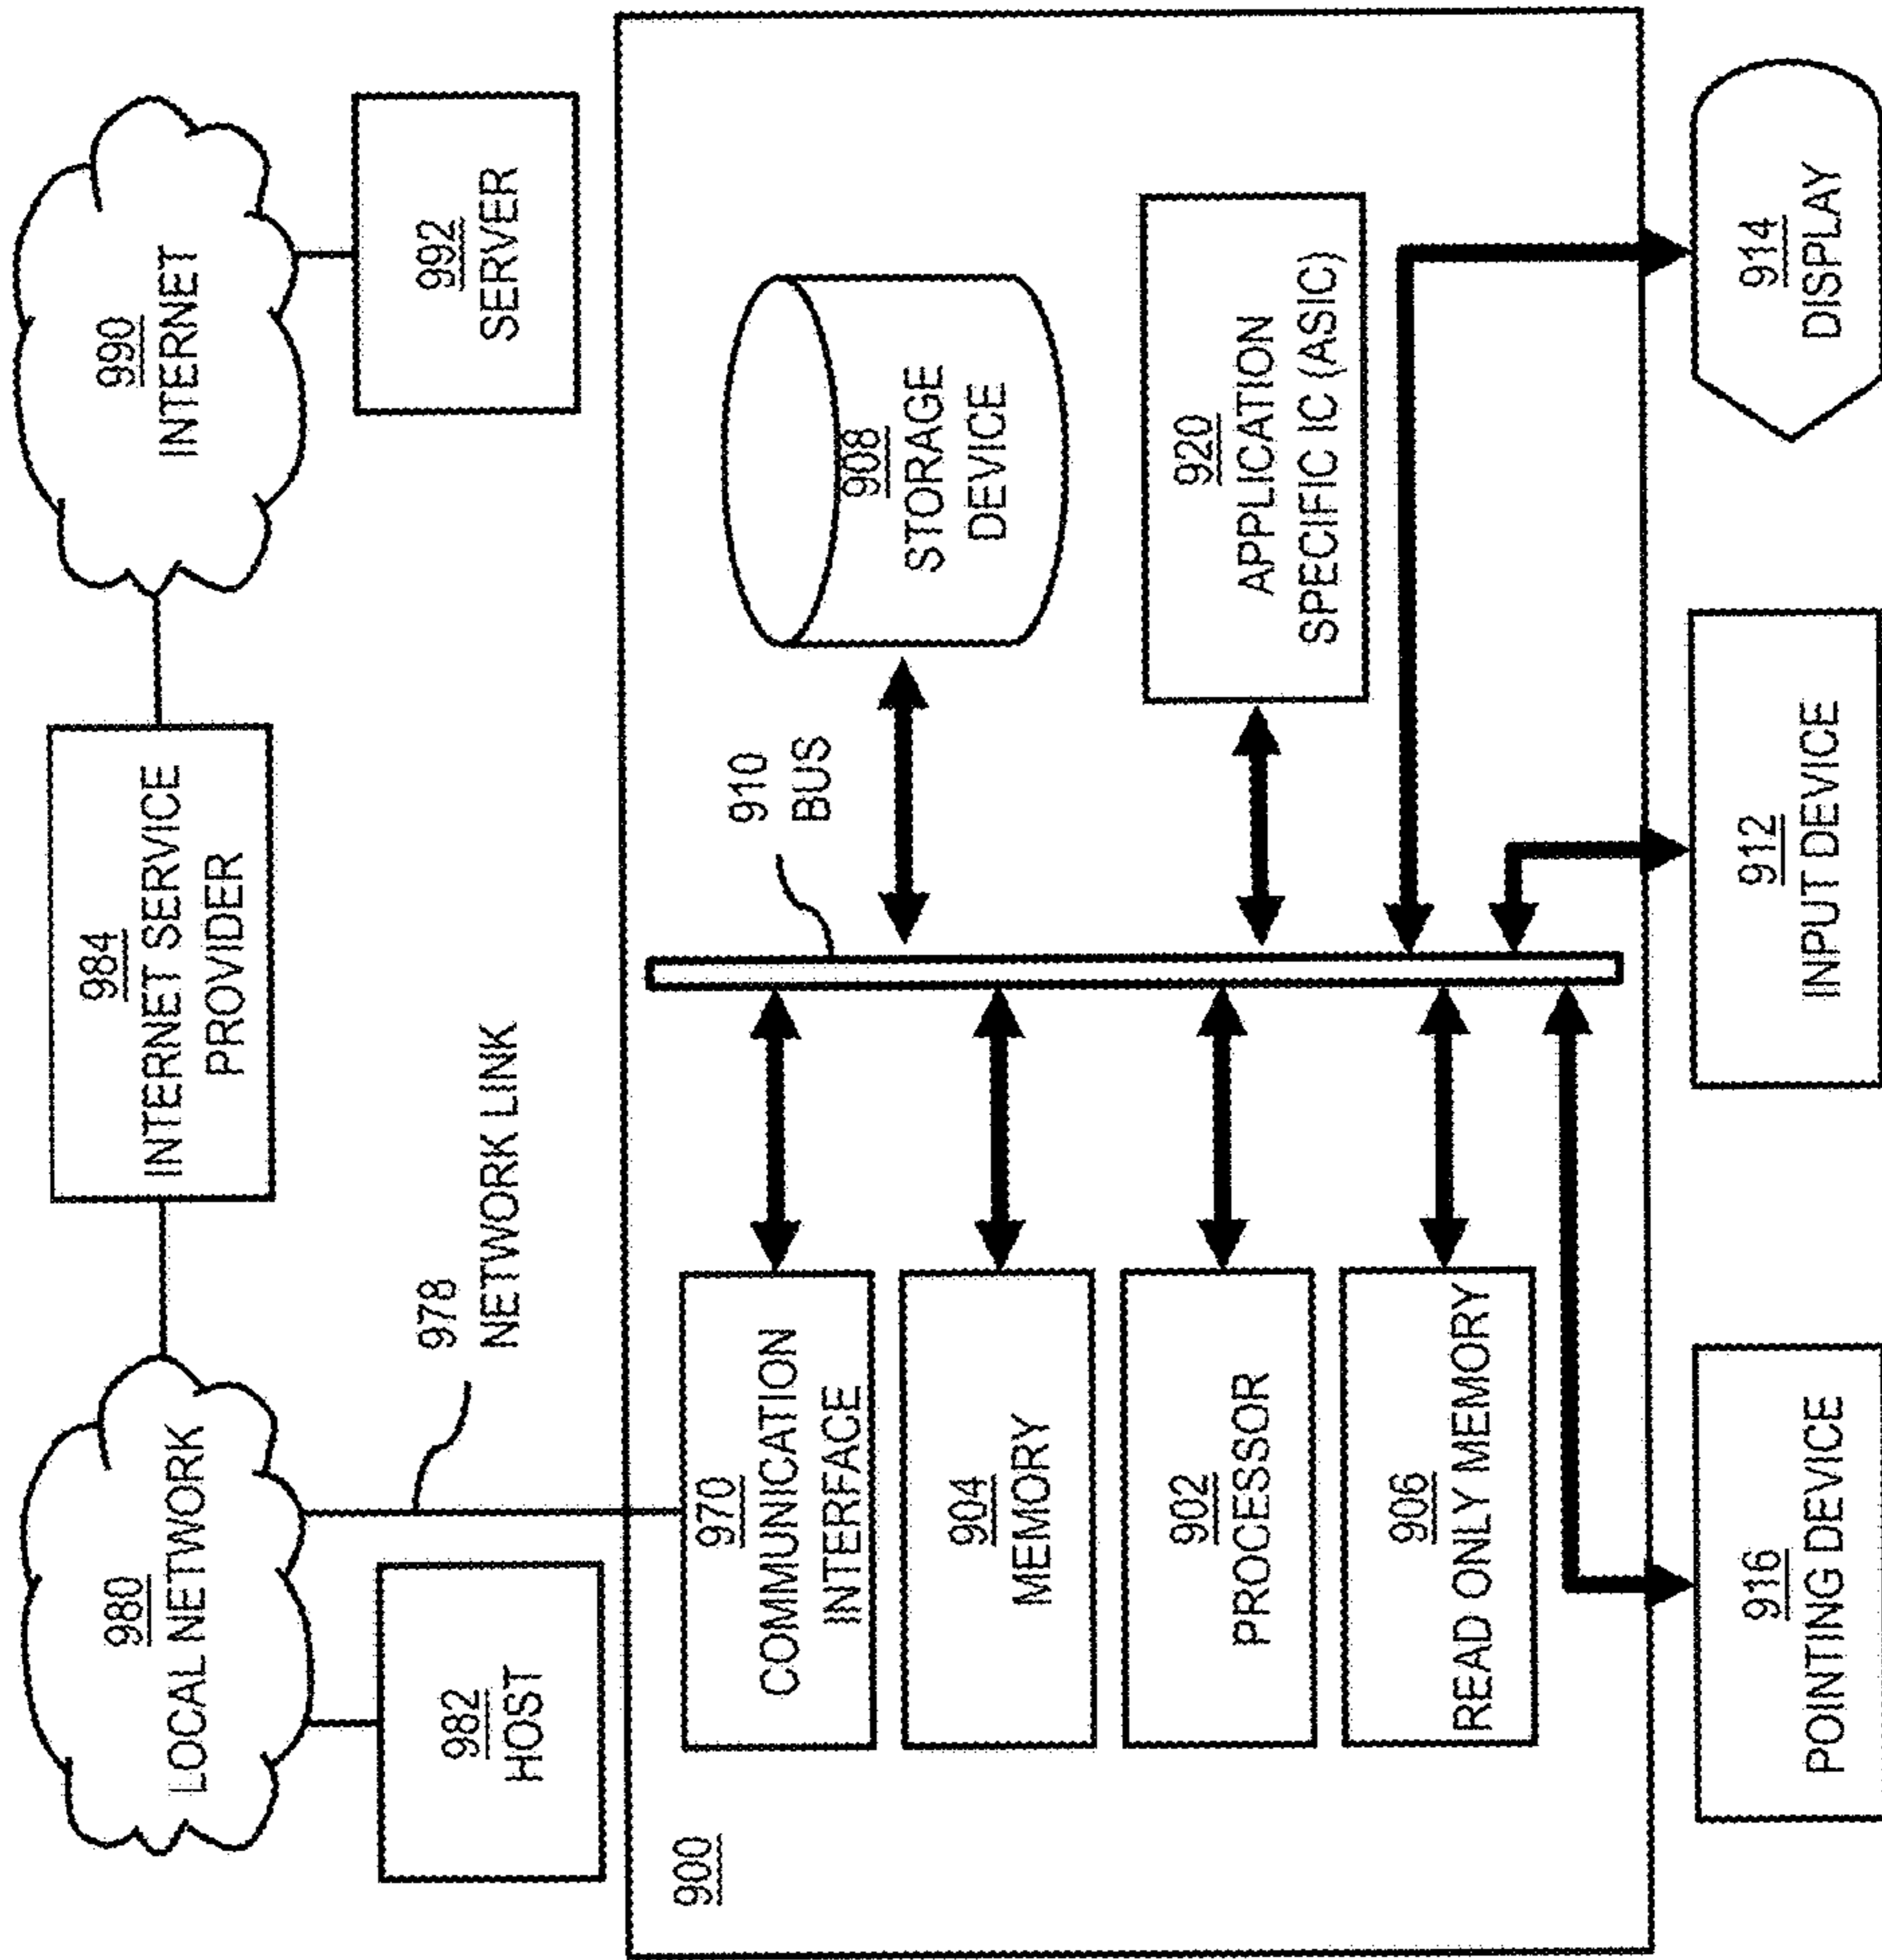 980
LOCAL NETWORK
984
INTERNET SERVICE
PROVIDER
990
INTERNET
982
HOST
978
NETWORK LINK
992
SERVER
900
970
COMMUNICATION
INTERFACE
910
BUS
908
STORAGE
DEVICE
904
MEMORY
902
PROCESSOR
920
APPLICATION
SPECIFIC IC (ASIC)
906
READ ONLY MEMORY
916
POINTING DEVICE
912
INPUT DEVICE
914
DISPLAY